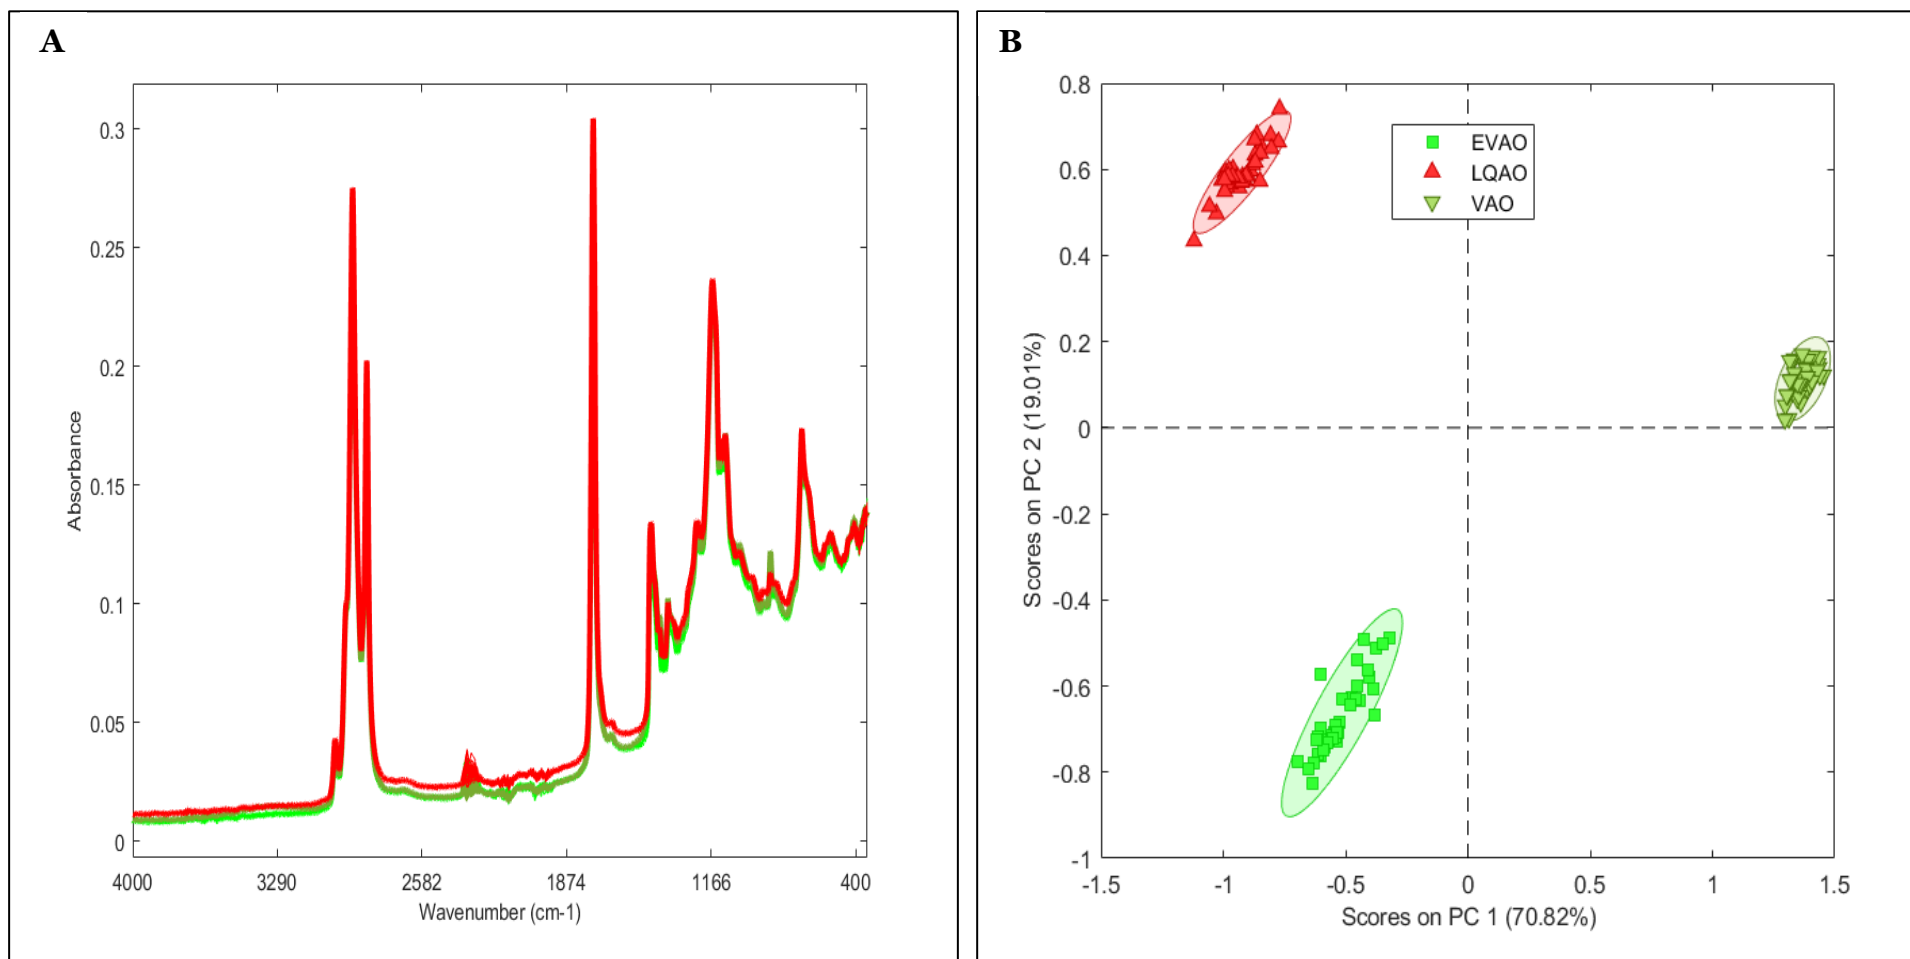 A
0.3
0.25
0.2
0.15
0.1
0.05
0
Absorbance
4000 3290 2582 1874 1166 400
Wavenumber (cm-1)
B
0.8
0.6
0.4
0.2
0
-0.2
-0.4
-0.6
-0.8
-1
Scores on PC 2 (19.01%)
EVAO
LQAO
VAO
-1.5 -1 -0.5 0 0.5 1 1.5
Scores on PC 1 (70.82%)